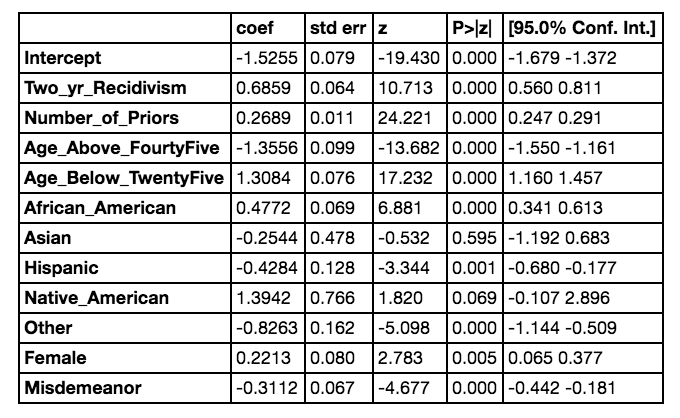 coef std err z P>|z| [95.0% Conf. Int.]
Intercept -1.5255 0.079 -19.430 0.000 -1.679 -1.372
Two_yr_Recidivism 0.6859 0.064 10.713 0.000 0.560 0.811
Number_of_Priors 0.2689 0.011 24.221 0.000 0.247 0.291
Age_Above_FourtyFive -1.3556 0.099 -13.682 0.000 -1.550 -1.161
Age_Below_TwentyFive 1.3084 0.076 17.232 0.000 1.160 1.457
African_American 0.4772 0.069 6.881 0.000 0.341 0.613
Asian -0.2544 0.478 -0.532 0.595 -1.192 0.683
Hispanic -0.4284 0.128 -3.344 0.001 -0.680 -0.177
Native_American 1.3942 0.766 1.820 0.069 -0.107 2.896
Other -0.8263 0.162 -5.098 0.000 -1.144 -0.509
Female 0.2213 0.080 2.783 0.005 0.065 0.377
Misdemeanor -0.3112 0.067 -4.677 0.000 -0.442 -0.181